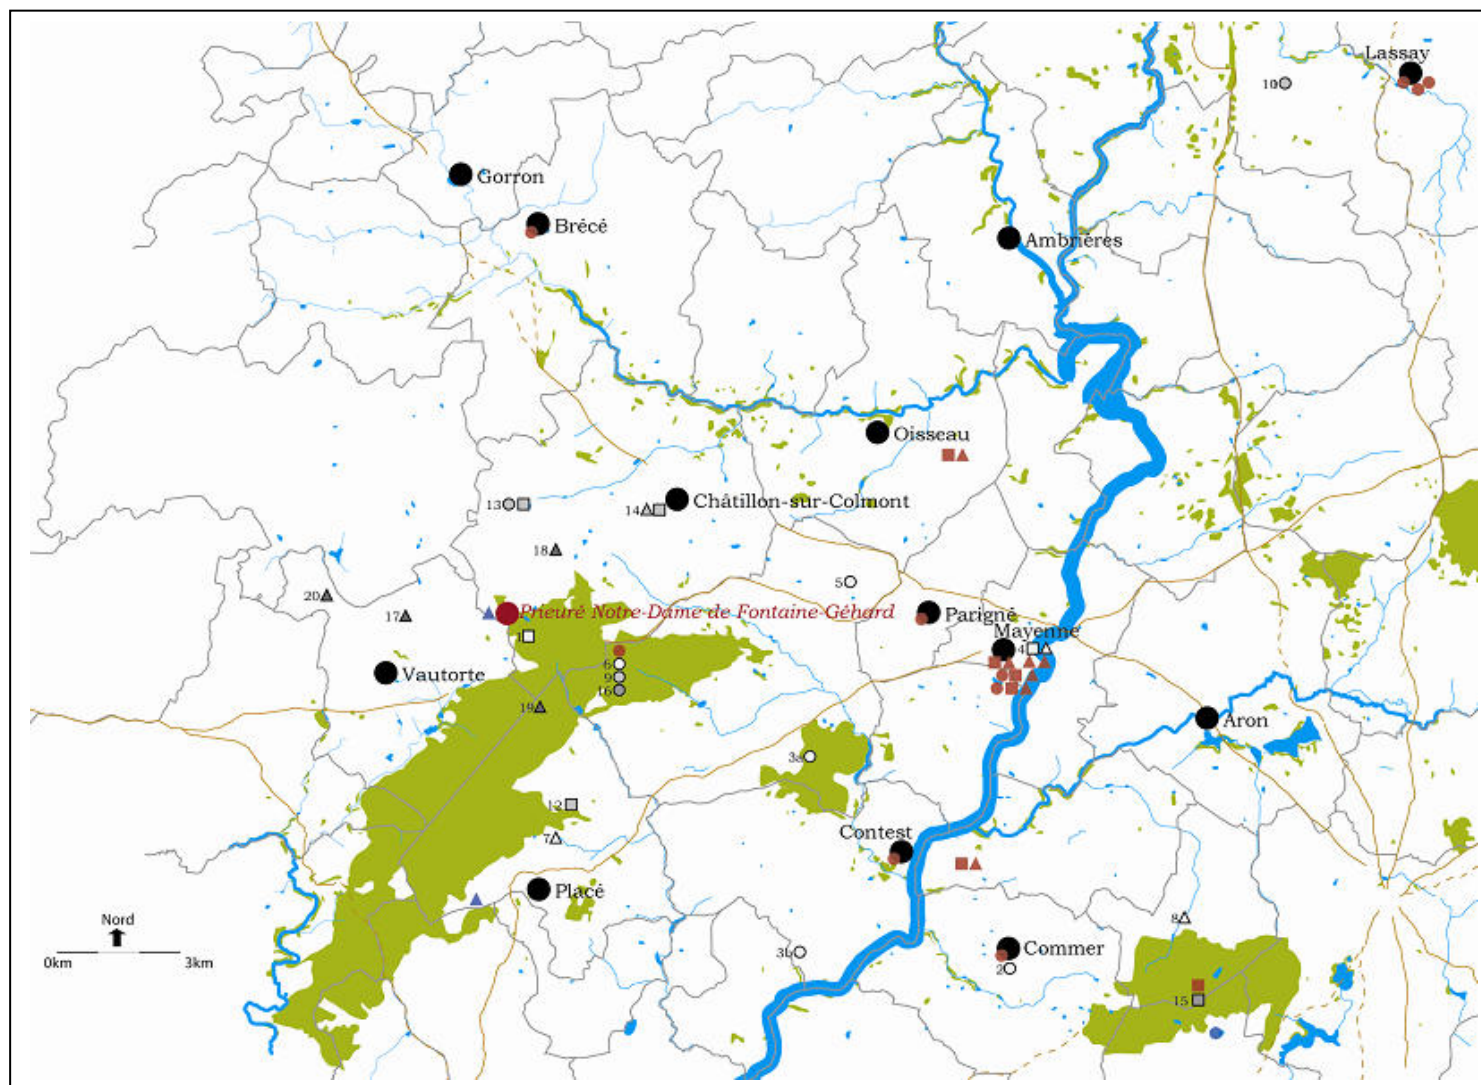 Lassay
10
Gorron
Brécé
Ambrières
Oisseau
Châtillon-sur-Colmont
13
14
18
5
20
17
Prieuré Notre-Dame de Fontaine-Géhard
Parigné
1
Mayenne
4
6
Vautorte
9
16
19
Aron
3a
12
7
Contest
Placé
8
Nord
Commer
3b
2
0km
3km
15